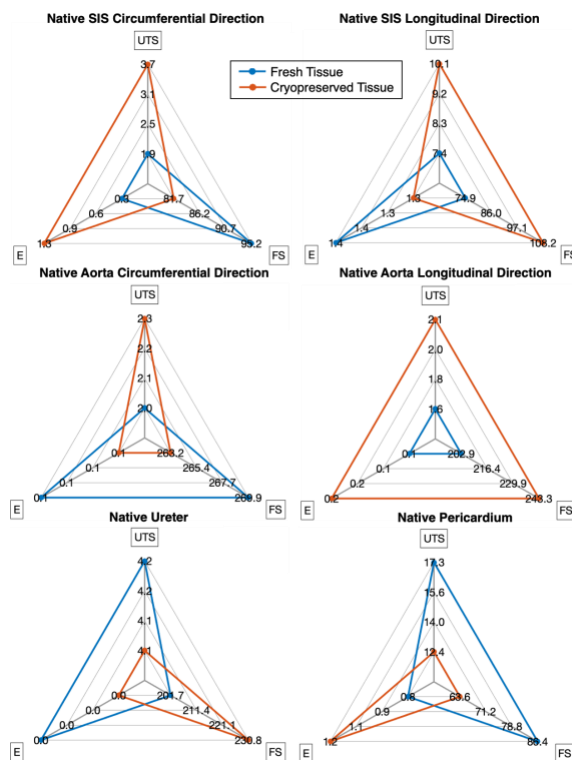 Native SIS Circumferential Direction
UTS
3.7
3.1
2.5
1.9
0.3
0.6
0.9
1.3
81.7
86.2
90.7
95.2
E
FS
Native SIS Longitudinal Direction
UTS
10.1
9.2
8.3
7.4
1.3
1.3
1.4
1.4
74.9
86.0
97.1
108.2
E
FS
Fresh Tissue
Cryopreserved Tissue
Native Aorta Circumferential Direction
UTS
2.3
2.2
2.1
2.0
0.1
0.1
0.1
0.1
263.2
265.4
267.7
269.9
E
FS
Native Aorta Longitudinal Direction
UTS
2.1
2.0
1.8
1.6
0.1
0.1
0.2
0.2
202.9
216.4
229.9
243.3
E
FS
Native Ureter
UTS
4.2
4.2
4.1
4.1
0.0
0.0
0.0
0.0
201.7
211.4
221.1
230.8
E
FS
Native Pericardium
UTS
17.3
15.6
14.0
12.4
0.8
0.9
1.1
1.2
63.6
71.2
78.8
86.4
E
FS